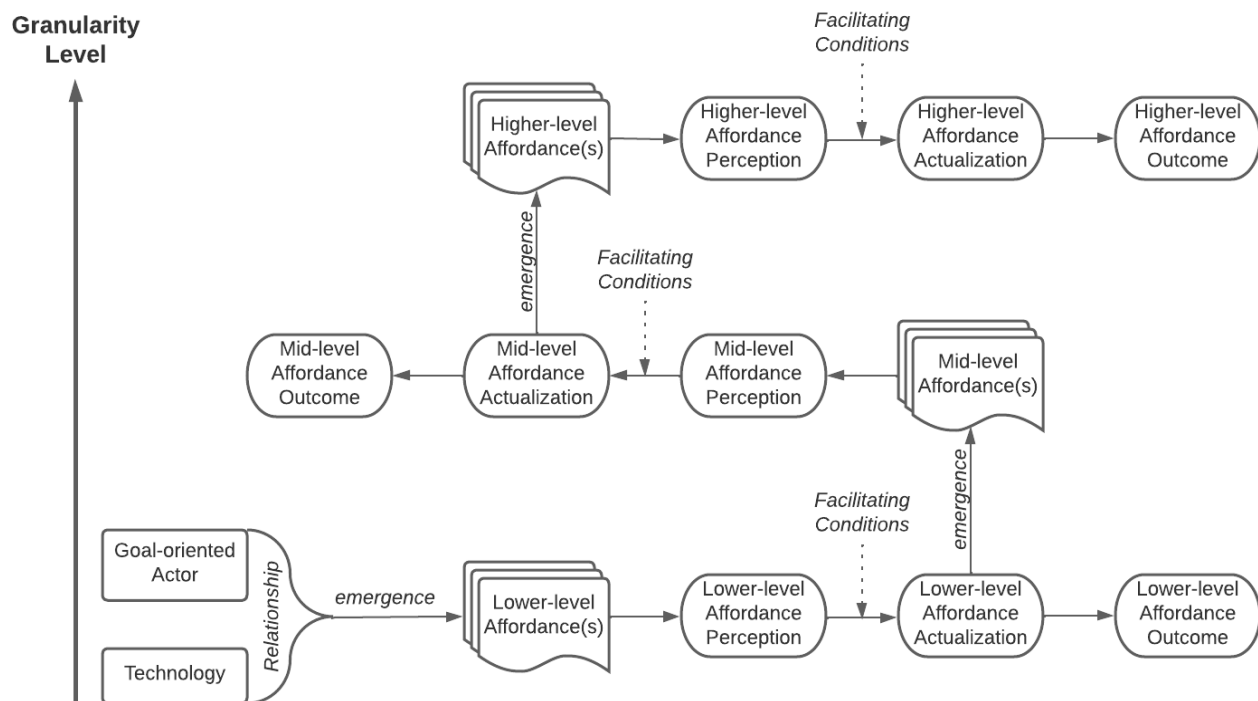 Granularity
Level
Facilitating
Conditions
Higher-level
Affordance(s)
Higher-level
Affordance
Perception
Higher-level
Affordance
Actualization
Higher-level
Affordance
Outcome
emergence
Facilitating
Conditions
Mid-level
Affordance
Outcome
Mid-level
Affordance
Actualization
Mid-level
Affordance
Perception
Mid-level
Affordance(s)
emergence
Facilitating
Conditions
Goal-oriented
Actor
Technology
Relationship
emergence
Lower-level
Affordance(s)
Lower-level
Affordance
Perception
Lower-level
Affordance
Actualization
Lower-level
Affordance
Outcome